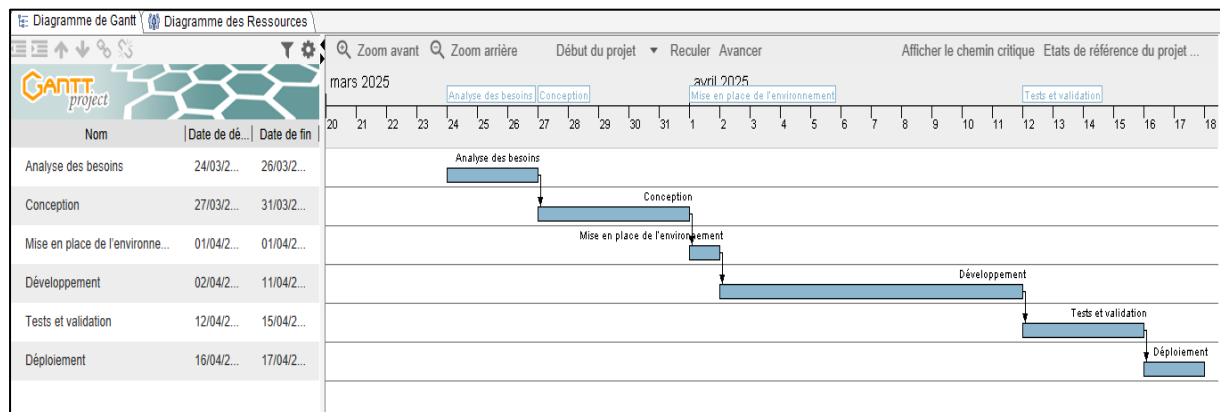 Diagramme de Gantt Diagramme des Ressources
Zoom avant Zoom arrière Début du projet Reculer Avancer Afficher le chemin critique Etats de référence du projet ...
GANTT
project
mars 2025 avril 2025
Analyse des besoins Conception Mise en place de l'environnement Tests et validation
Nom Date de dé... Date de fin
20 21 22 23 24 25 26 27 28 29 30 31 1 2 3 4 5 6 7 8 9 10 11 12 13 14 15 16 17 18
Analyse des besoins 24/03/2... 26/03/2...
Analyse des besoins
Conception 27/03/2... 31/03/2...
Conception
Mise en place de l'environne... 01/04/2... 01/04/2...
Mise en place de l'environnement
Développement 02/04/2... 11/04/2...
Développement
Tests et validation 12/04/2... 15/04/2...
Tests et validation
Déploiement 16/04/2... 17/04/2...
Déploiement